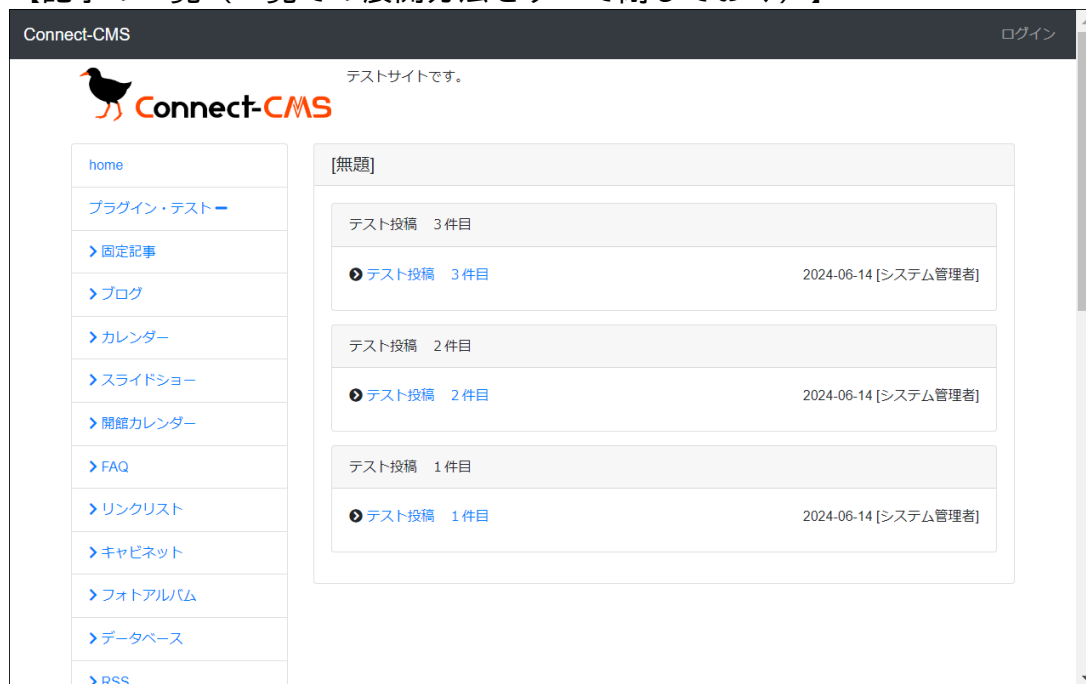 Connect-CMS
ログイン
Connect-CMS
テストサイトです。
home
プラグイン・テスト
固定記事
ブログ
カレンダー
スライドショー
開館カレンダー
FAQ
リンクリスト
キャビネット
フォトアルバム
データベース
RSS
[無題]
テスト投稿　3件目
テスト投稿　3件目
2024-06-14 [システム管理者]
テスト投稿　2件目
テスト投稿　2件目
2024-06-14 [システム管理者]
テスト投稿　1件目
テスト投稿　1件目
2024-06-14 [システム管理者]